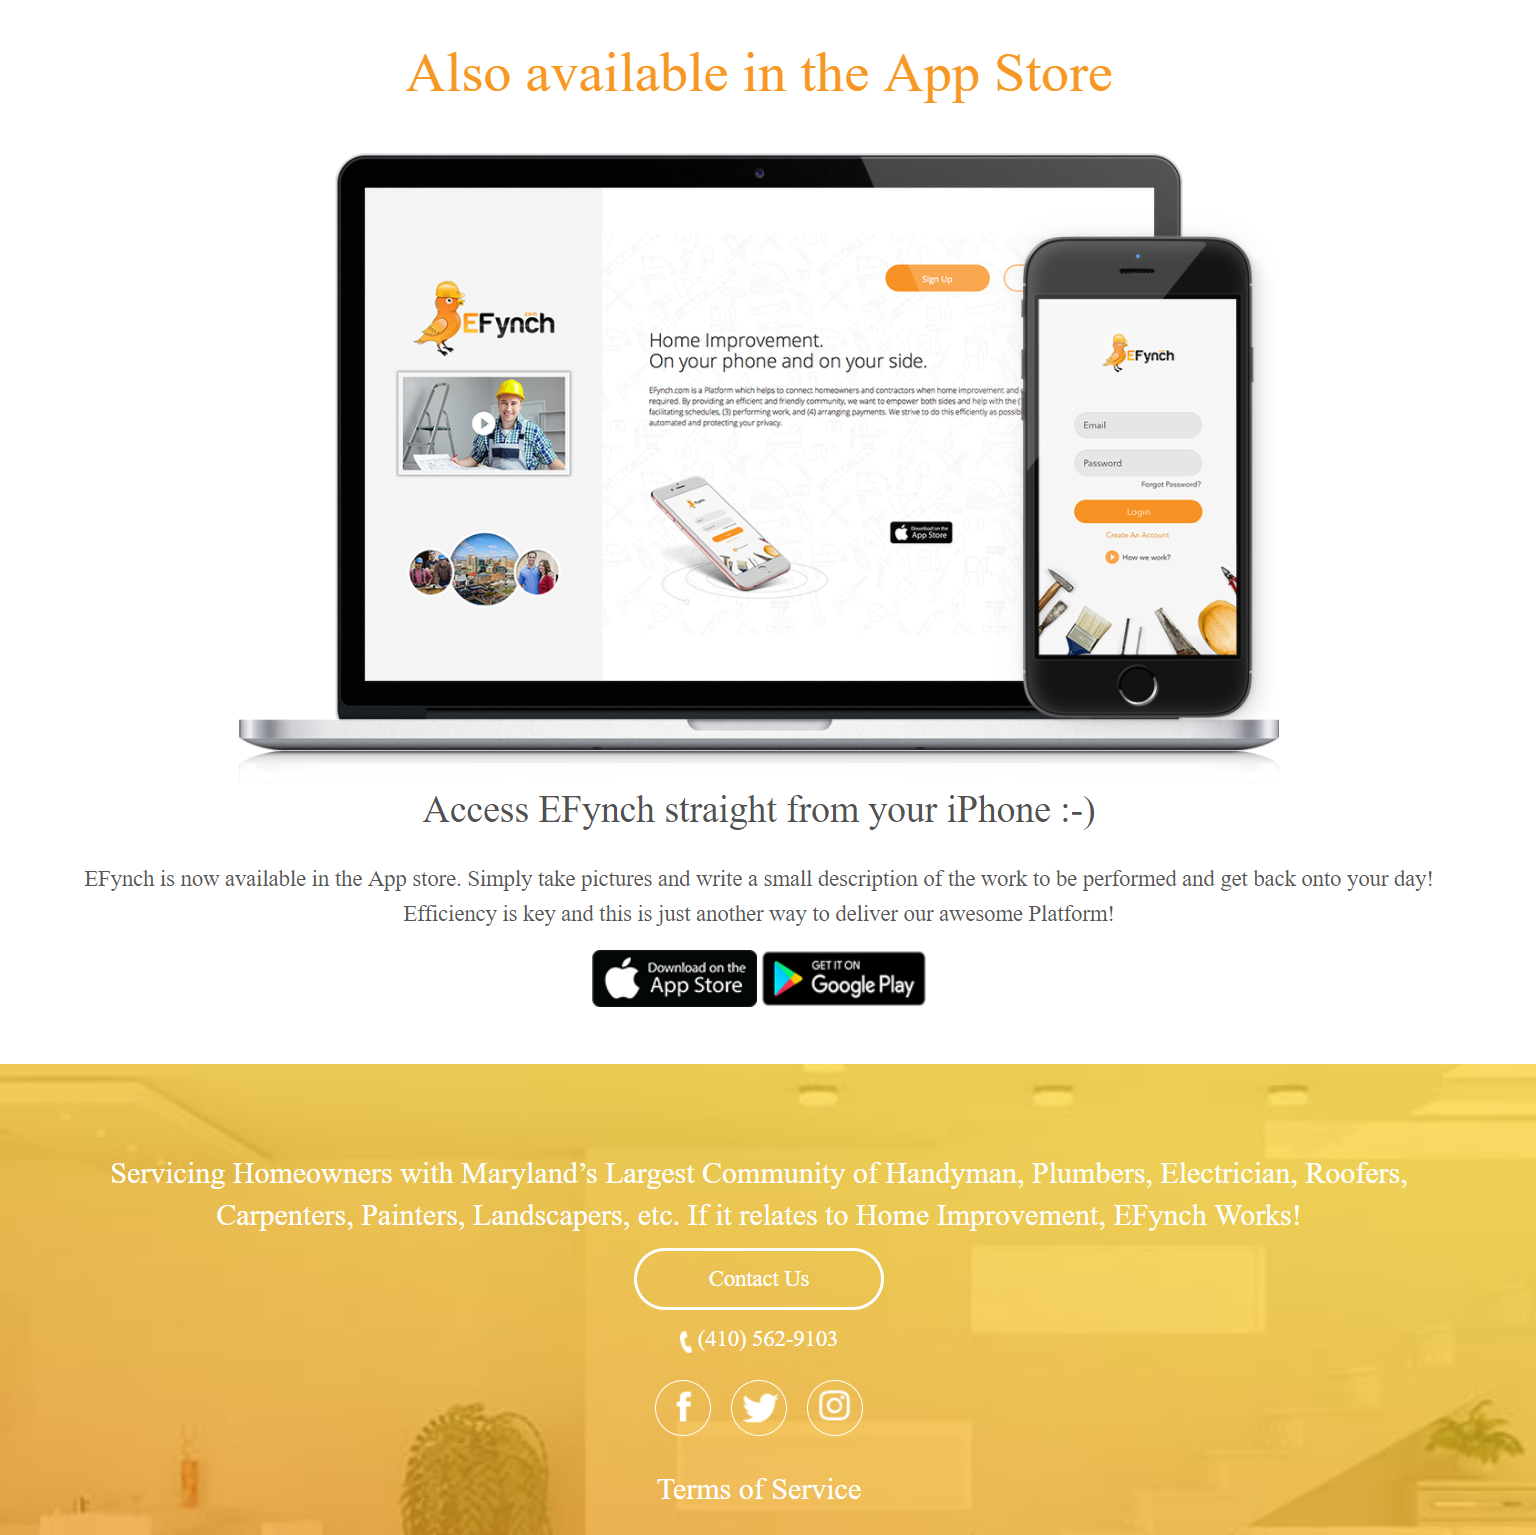 Also available in the App Store
EFynch
.com
Sign Up
Home Improvement.
On your phone and on your side.
EFynch.com is a Platform which helps to connect homeowners and contractors when home improvement and
required. By providing an efficient and friendly community, we want to empower both sides and help with the (
facilitating schedules, (3) performing work, and (4) arranging payments. We strive to do this efficiently as possib
automated and protecting your privacy.
Download on the
App Store
EFynch
Email
Password
Forgot Password?
Login
Create An Account
How we work?
Access EFynch straight from your iPhone :-)
EFynch is now available in the App store. Simply take pictures and write a small description of the work to be performed and get back onto your day!
Efficiency is key and this is just another way to deliver our awesome Platform!
Download on the
App Store
GET IT ON
Google Play
Servicing Homeowners with Maryland’s Largest Community of Handyman, Plumbers, Electrician, Roofers,
Carpenters, Painters, Landscapers, etc. If it relates to Home Improvement, EFynch Works!
Contact Us
(410) 562-9103
Terms of Service